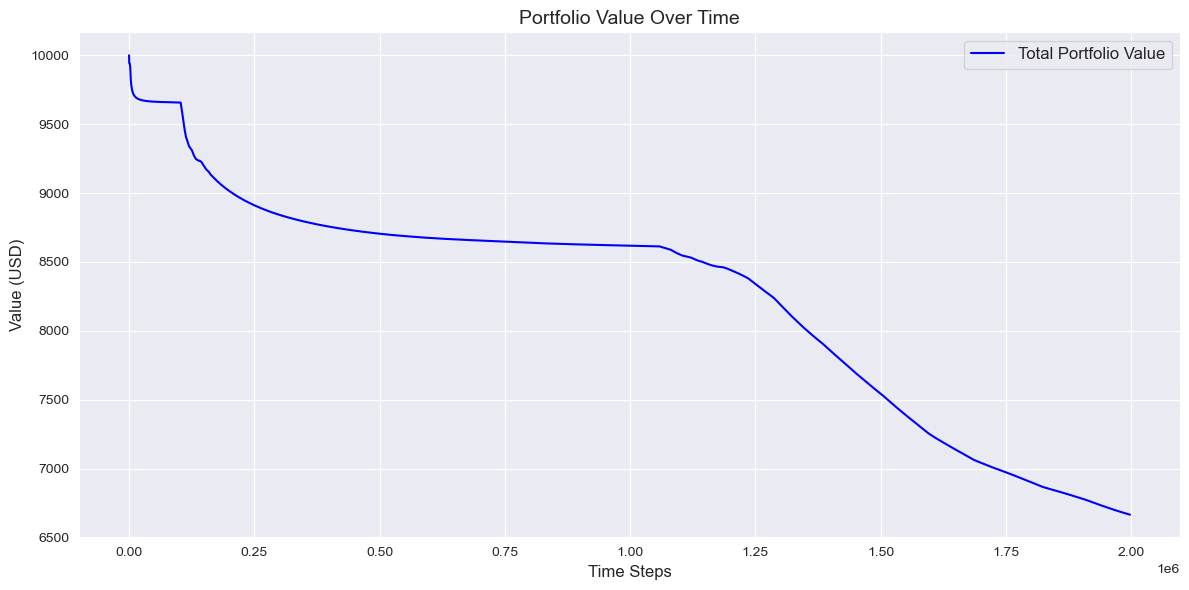 Portfolio Value Over Time
Total Portfolio Value
Value (USD)
10000
9500
9000
8500
8000
7500
7000
6500
0.00 0.25 0.50 0.75 1.00 1.25 1.50 1.75 2.00
1e6
Time Steps